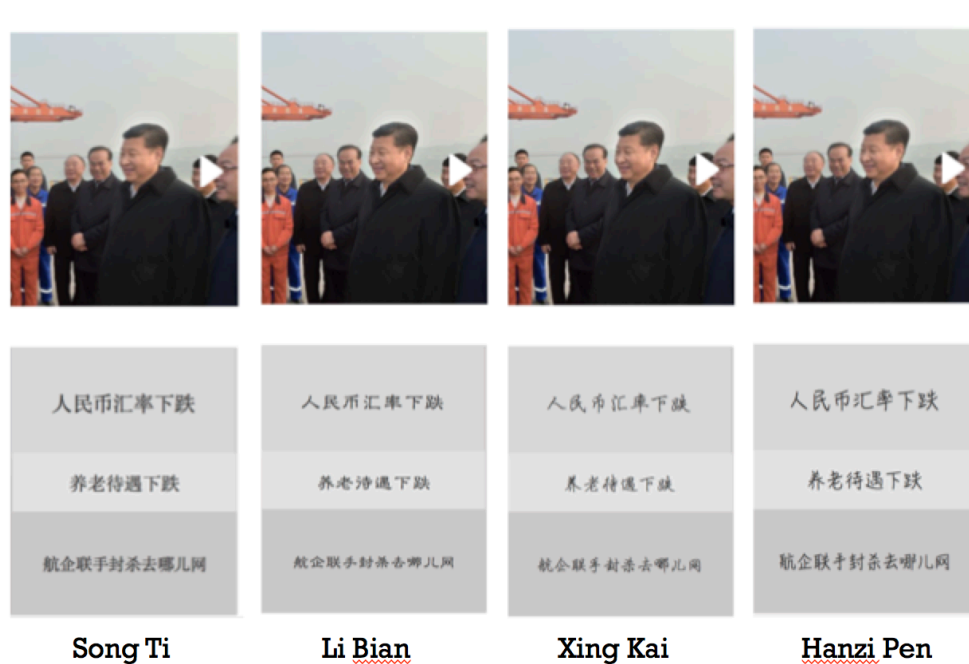 人民币汇率下跌
养老待遇下跌
航企联手封杀去哪儿网
人民币汇率下跌
养老待遇下跌
航企联手封杀去哪儿网
人民币汇率下跌
养老待遇下跌
航企联手封杀去哪儿网
人民币汇率下跌
养老待遇下跌
航企联手封杀去哪儿网
Song Ti
Li Bian
Xing Kai
Hanzi Pen